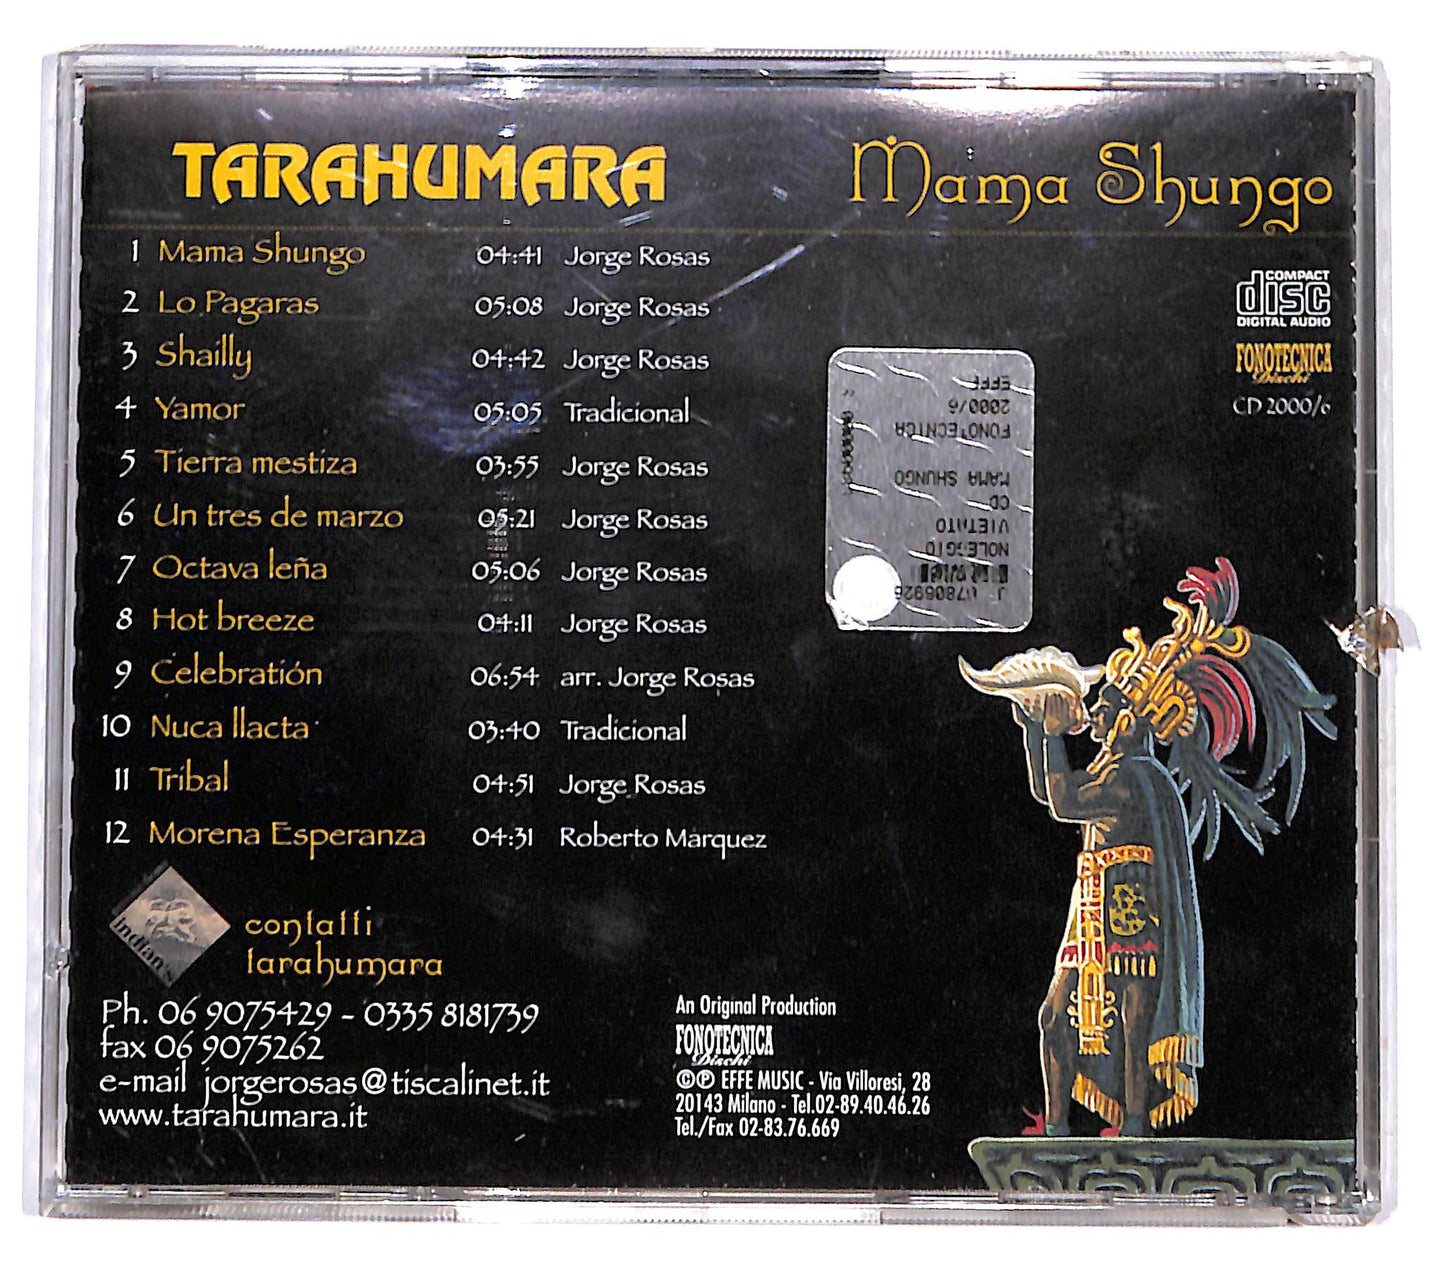 TARAHUMARA
Mama Shungo
1 Mama Shungo 04:41 Jorge Rosas
2 Lo Pagaras 05:08 Jorge Rosas
3 Shailly 04:42 Jorge Rosas
4 Yamor 05:05 Tradicional
5 Tierra mestiza 03:55 Jorge Rosas
6 Un tres de marzo 05:21 Jorge Rosas
7 Octava leña 05:06 Jorge Rosas
8 Hot breeze 04:11 Jorge Rosas
9 Celebratión 06:54 arr. Jorge Rosas
10 Nuca llacta 03:40 Tradicional
11 Tribal 04:51 Jorge Rosas
12 Morena Esperanza 04:31 Roberto Marquez
COMPACT
disc
DIGITAL AUDIO
FONOTECNICA
Dischi
CD 2000/6
EFFE
2000/6
FONOTECNICA
MAMA SHUNGO
CD
VIETATO
NOLEGGIO
indian's
contatti
tarahumara
Ph. 06 9075429 - 0335 8181739
fax 06 9075262
e-mail jorgerosas@tiscalinet.it
www.tarahumara.it
An Original Production
FONOTECNICA
Dischi
©℗ EFFE MUSIC - Via Villoresi, 28
20143 Milano - Tel.02-89.40.46.26
Tel./Fax 02-83.76.669